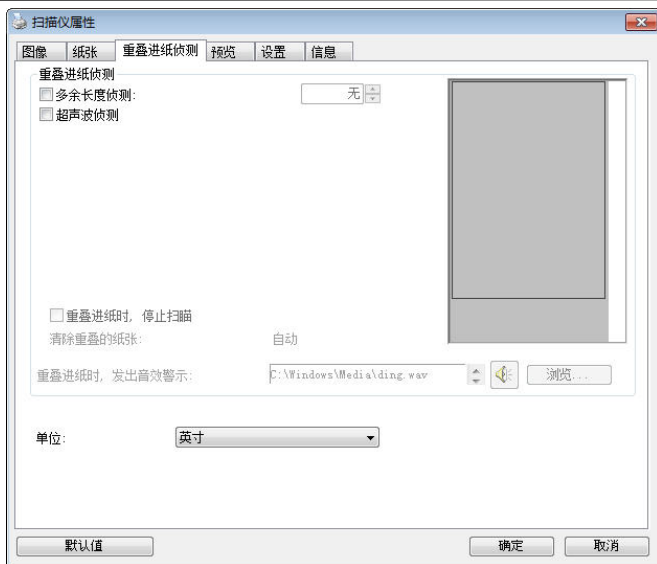 扫描仪属性
图像 纸张 重叠进纸侦测 预览 设置 信息
重叠进纸侦测
多余长度侦测: 无
超声波侦测
重叠进纸时, 停止扫瞄
清除重叠的纸张: 自动
重叠进纸时, 发出音效警示: C:\Windows\Media\ding.wav 浏览...
单位: 英寸
默认值 确定 取消